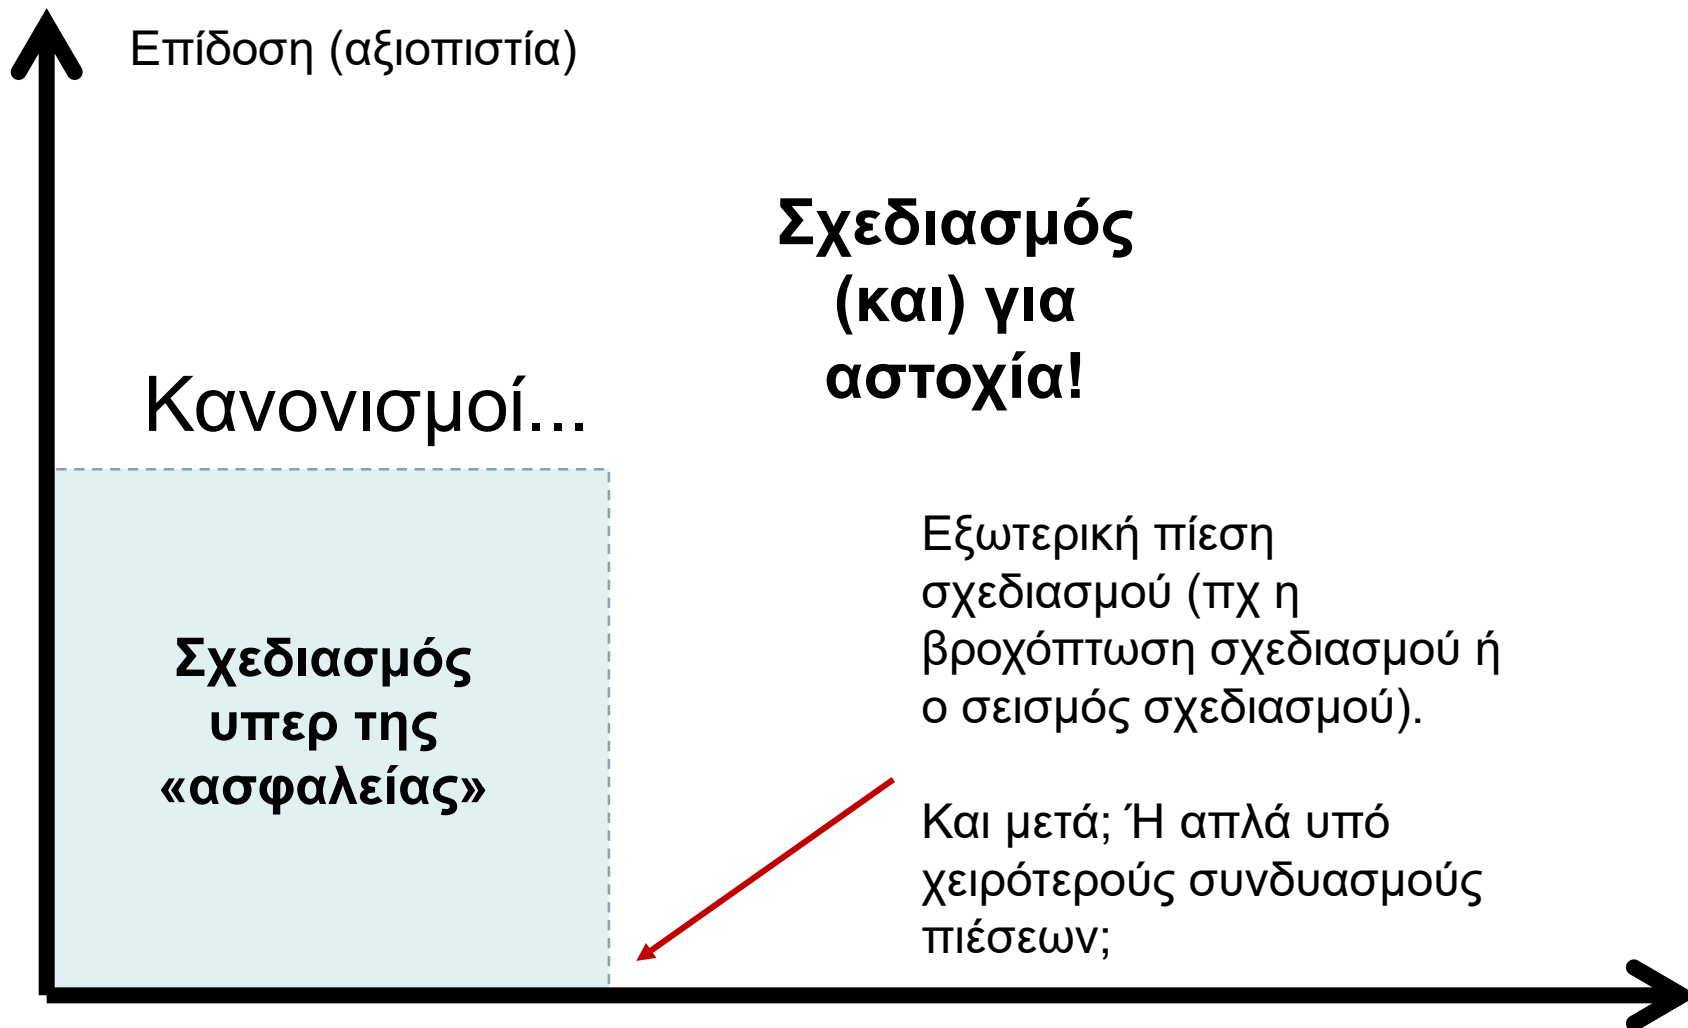 Επίδοση (αξιοπιστία)
Σχεδιασμός
(και) για
αστοχία!
Κανονισμοί...
Σχεδιασμός
υπερ της
«ασφαλείας»
Εξωτερική πίεση
σχεδιασμού (πχ η
βροχόπτωση σχεδιασμού ή
ο σεισμός σχεδιασμού).
Και μετά; Ή απλά υπό
χειρότερούς συνδυασμούς
πιέσεων;